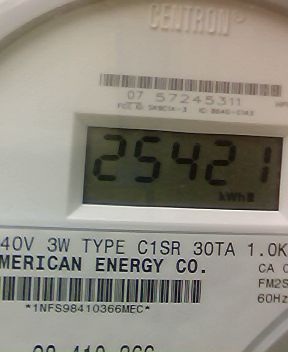 CENTRON®
07 57245311
25421
kWh
40V 3W TYPE C1SR 30TA 1.0K
MERICAN ENERGY CO.
CA 0
FM2S
60Hz
*1NFS98410366MEC*